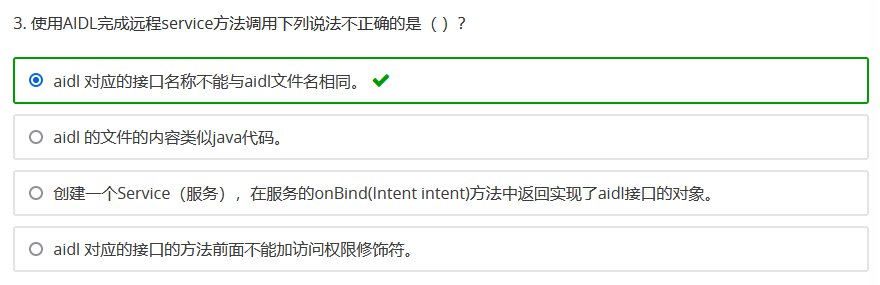 3. 使用AIDL完成远程service方法调用下列说法不正确的是（ ）？
aidl 对应的接口名称不能与aidl文件名相同。
aidl 的文件的内容类似java代码。
创建一个Service（服务），在服务的onBind(Intent intent)方法中返回实现了aidl接口的对象。
aidl 对应的接口的方法前面不能加访问权限修饰符。